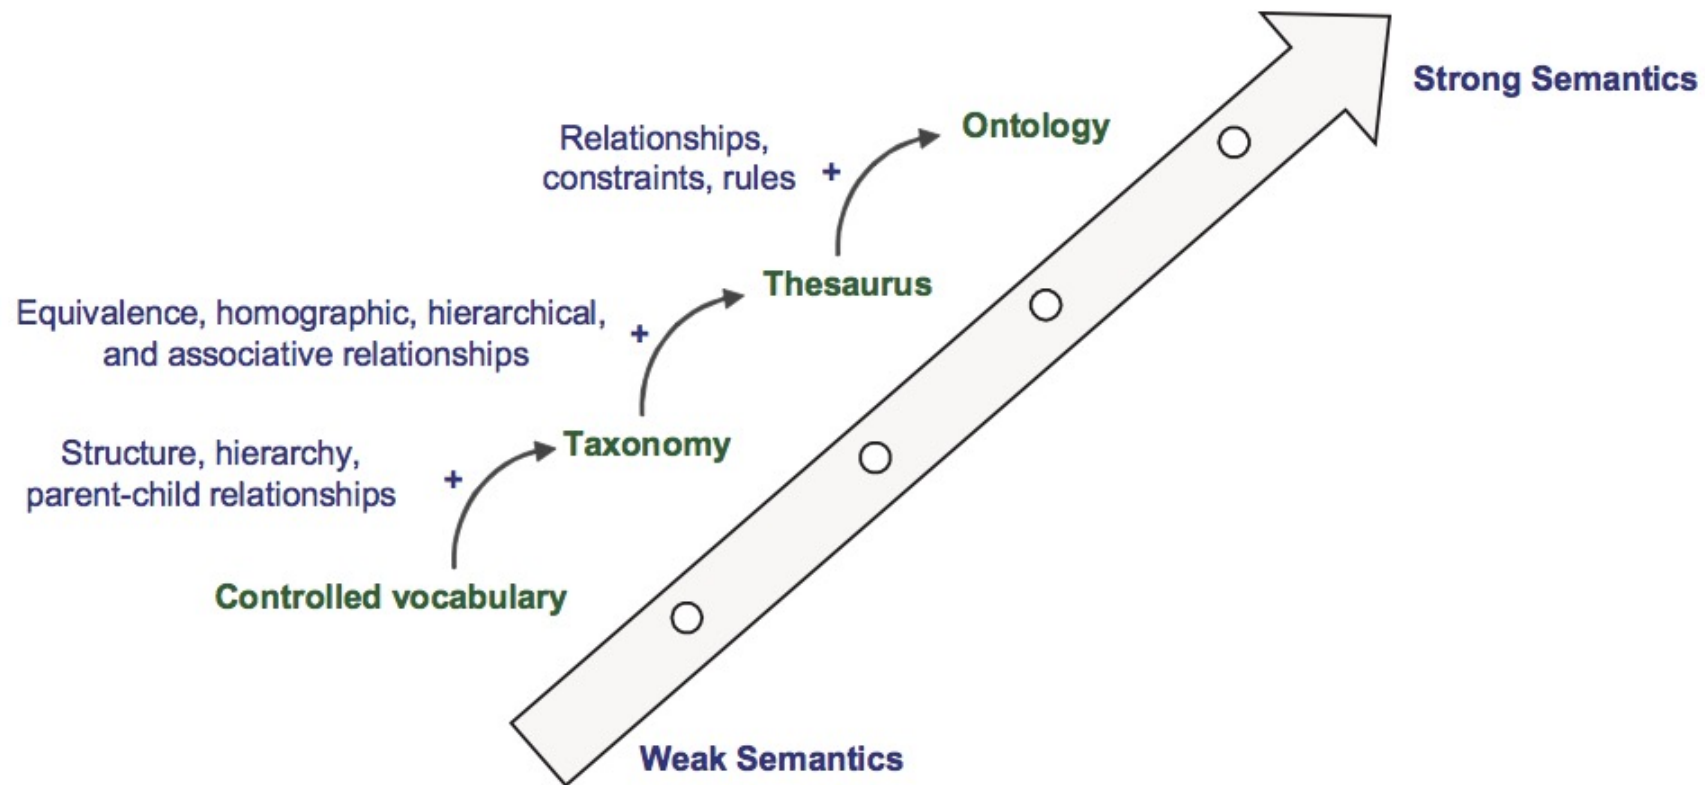 Strong Semantics
Ontology
Relationships,
constraints, rules
+
Thesaurus
Equivalence, homographic, hierarchical,
and associative relationships
+
Taxonomy
Structure, hierarchy,
parent-child relationships
+
Controlled vocabulary
Weak Semantics